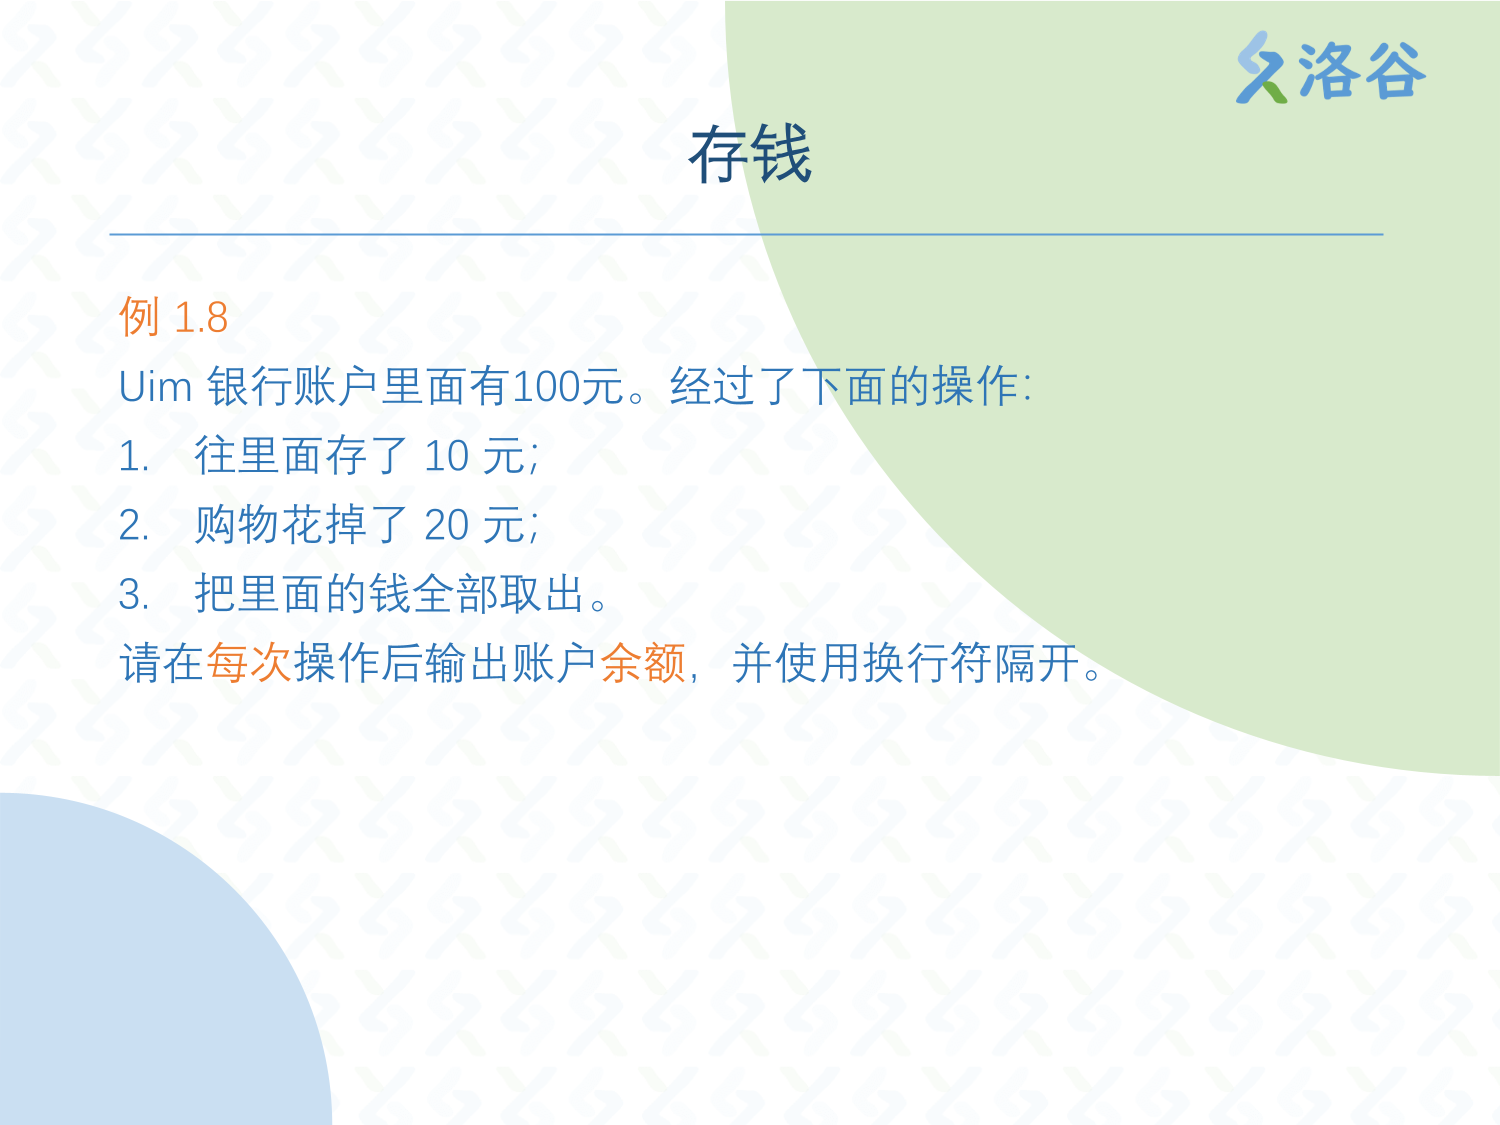 洛谷
存钱
例 1.8
Uim 银行账户里面有100元。经过了下面的操作：
1. 往里面存了 10 元；
2. 购物花掉了 20 元；
3. 把里面的钱全部取出。
请在每次操作后输出账户余额，并使用换行符隔开。